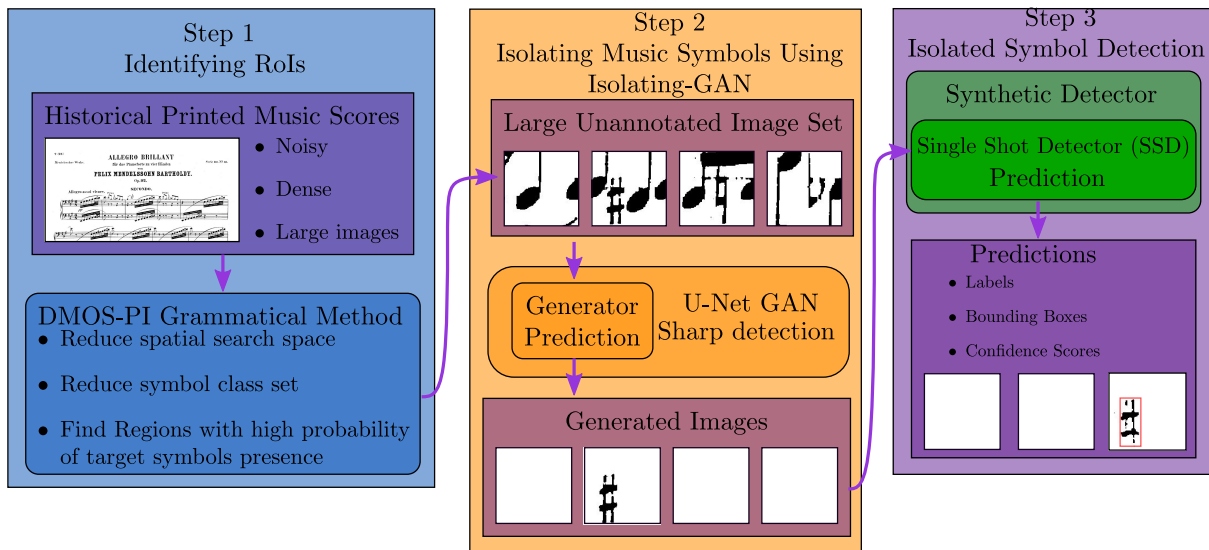 Step 1
Identifying RoIs
Historical Printed Music Scores
ALLEGRO BRILLANT
FELIX MENDELSSOHN BARTHOLDY.
SECONDO.
Allegro assai vivace.
• Noisy
• Dense
• Large images
DMOS-PI Grammatical Method
• Reduce spatial search space
• Reduce symbol class set
• Find Regions with high probability
of target symbols presence
Step 2
Isolating Music Symbols Using
Isolating-GAN
Large Unannotated Image Set
Generator
Prediction
U-Net GAN
Sharp detection
Generated Images
Step 3
Isolated Symbol Detection
Synthetic Detector
Single Shot Detector (SSD)
Prediction
Predictions
• Labels
• Bounding Boxes
• Confidence Scores